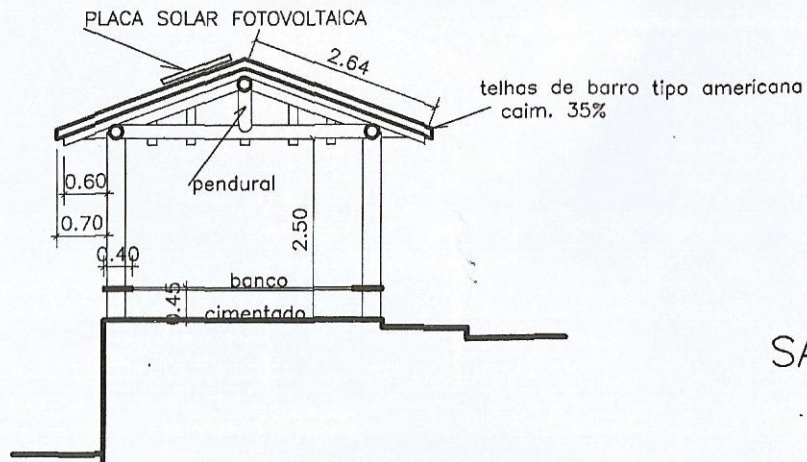 PLACA SOLAR FOTOVOLTAICA
2.64
telhas de barro tipo americana
caim. 35%
0.60
pendural
0.70
2.50
0.40
banco
0.45
cimentado
SA